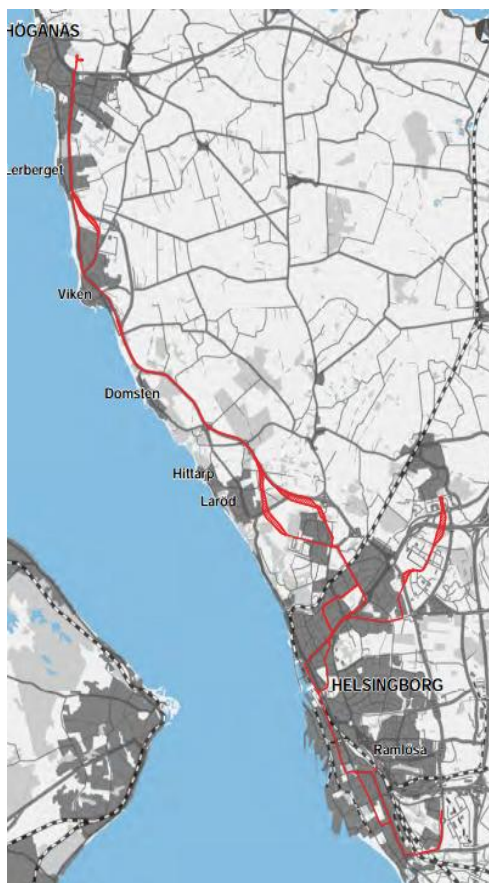 HÖGANÄS
Lerberget
Viken
Domsten
Hittarp
Laröd
HELSINGBORG
Ramlösa